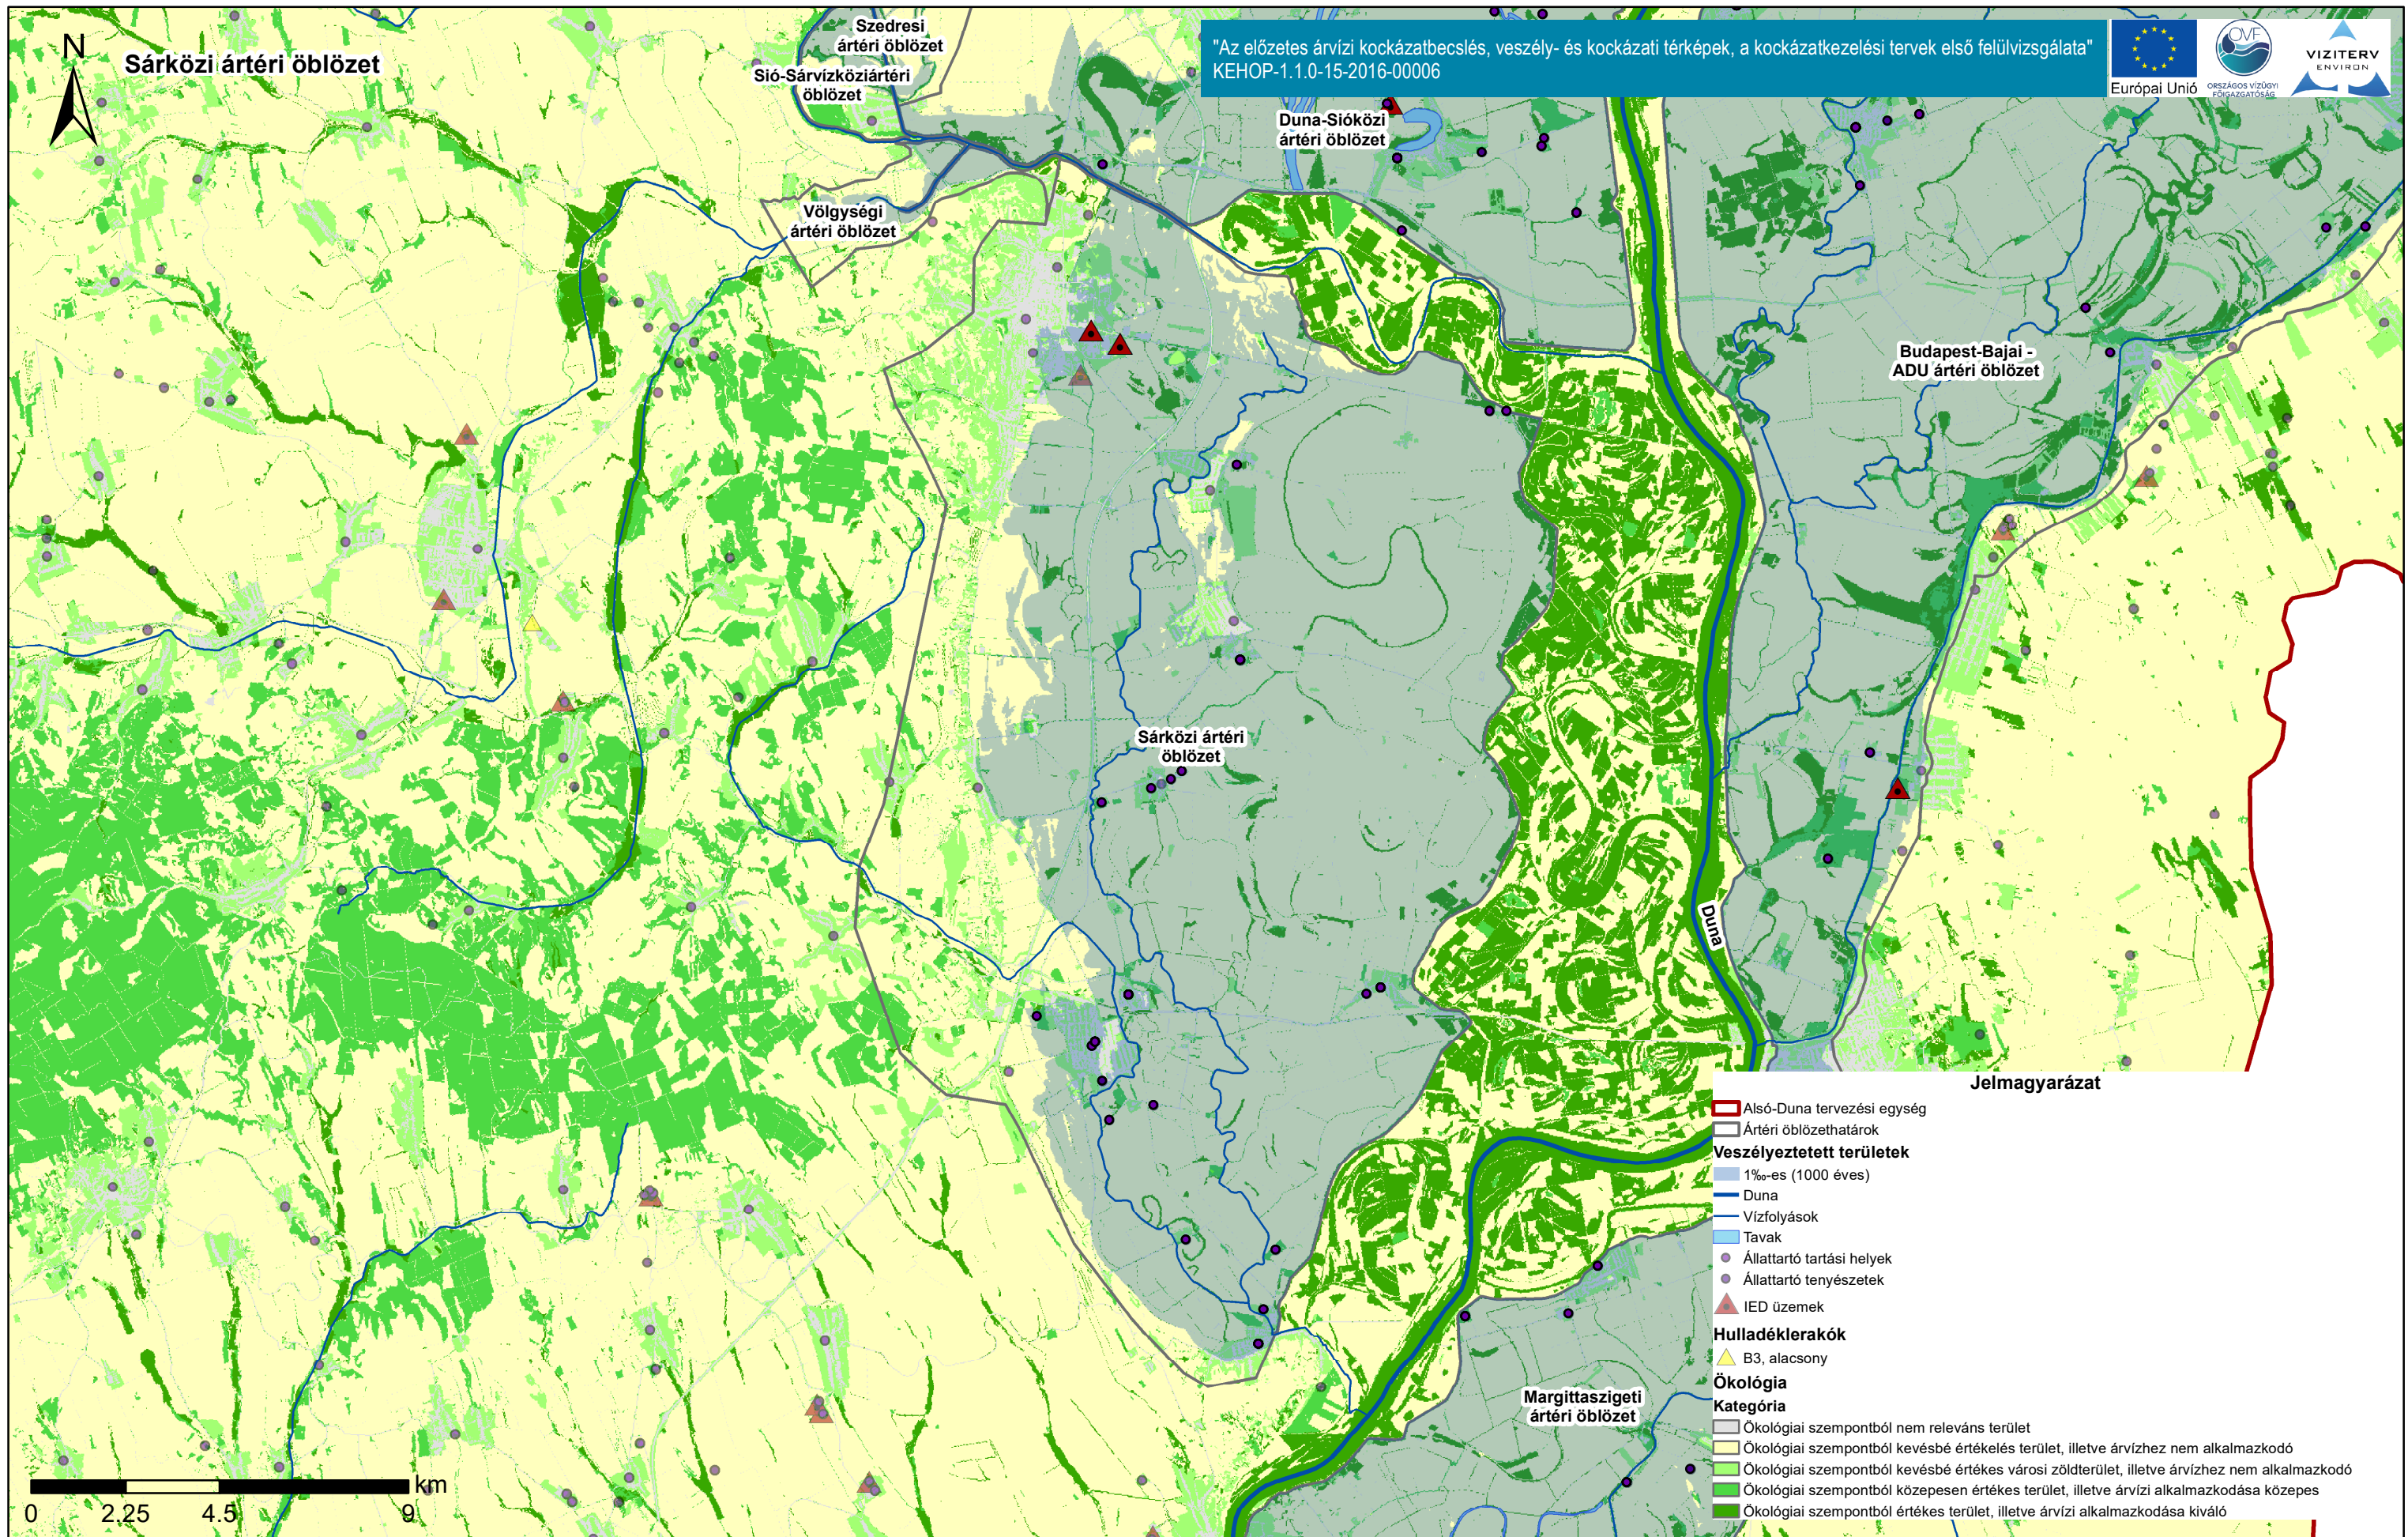 N
Sárközi ártéri öblözet
Szedresi
ártéri öblözet
Sió-Sárvízköziártéri
öblözet
"Az előzetes árvízi kockázatbecslés, veszély- és kockázati térképek, a kockázatkezelési tervek első felülvizsgálata"
KEHOP-1.1.0-15-2016-00006
Európai Unió
OVF
ORSZÁGOS VÍZÜGYI
FŐIGAZGATÓSÁG
VIZITERV
ENVIRON
Duna-Sióközi
ártéri öblözet
Völgységi
ártéri öblözet
Budapest-Bajai -
ADU ártéri öblözet
Sárközi ártéri
öblözet
Duna
Margittaszigeti
ártéri öblözet
Jelmagyarázat
Alsó-Duna tervezési egység
Ártéri öblözethatárok
Veszélyeztetett területek
1‰-es (1000 éves)
Duna
Vízfolyások
Tavak
Állattartó tartási helyek
Állattartó tenyészetek
IED üzemek
Hulladéklerakók
B3, alacsony
Ökológia
Kategória
Ökológiai szempontból nem releváns terület
Ökológiai szempontból kevésbé értékelés terület, illetve árvízhez nem alkalmazkodó
Ökológiai szempontból kevésbé értékes városi zöldterület, illetve árvízhez nem alkalmazkodó
Ökológiai szempontból közepesen értékes terület, illetve árvízi alkalmazkodása közepes
Ökológiai szempontból értékes terület, illetve árvízi alkalmazkodása kiváló
km
0 2.25 4.5 9